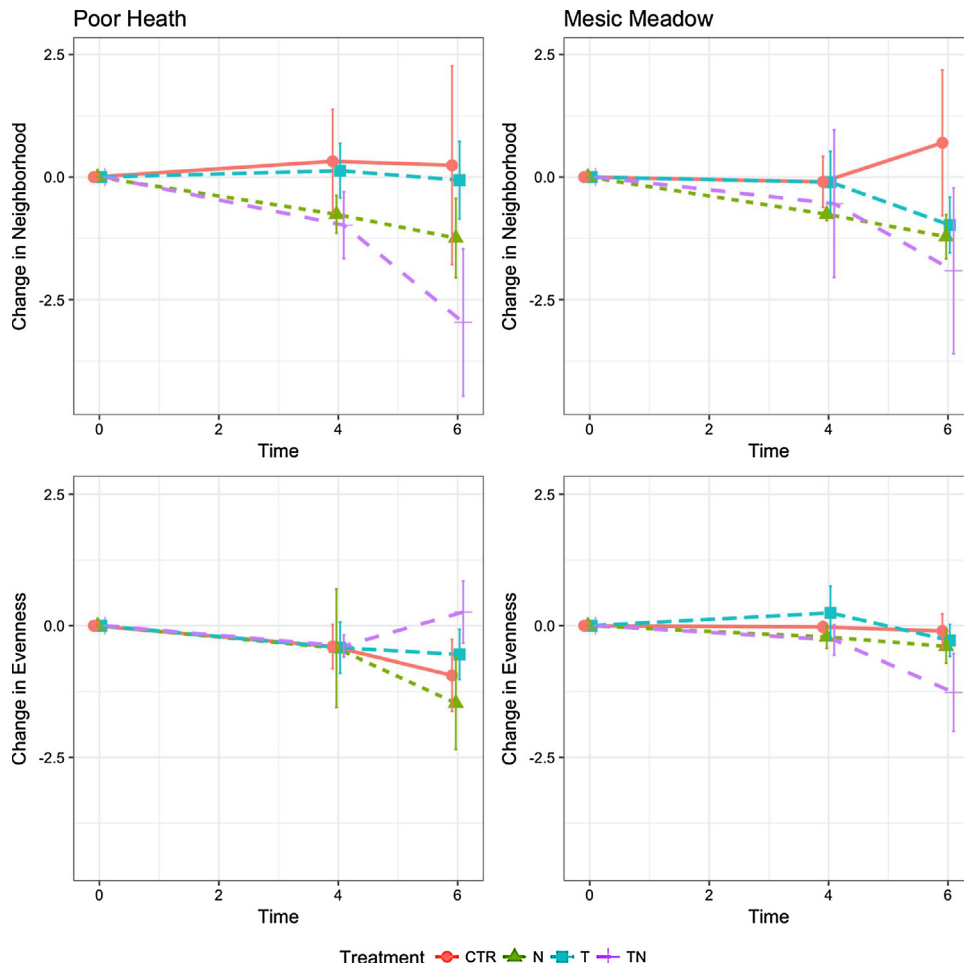 Poor Heath
Mesic Meadow
2.5
0.0
-2.5
Change in Neighborhood
0 2 4 6
Time
2.5
0.0
-2.5
Change in Neighborhood
0 2 4 6
Time
2.5
0.0
-2.5
Change in Evenness
0 2 4 6
Time
2.5
0.0
-2.5
Change in Evenness
0 2 4 6
Time
Treatment CTR N T TN